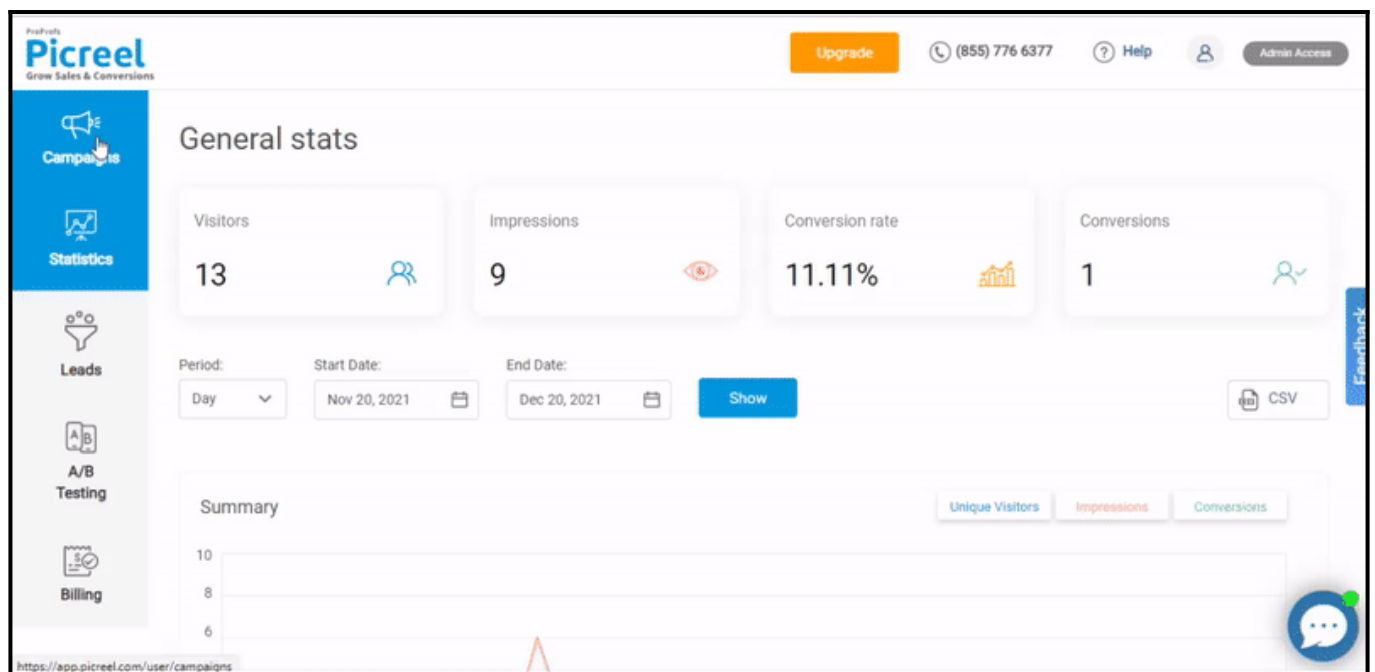 ProProfs
Picreel
Grow Sales & Conversions
Upgrade
(855) 776 6377
? Help
Admin Access
Campaigns
Statistics
Leads
A B
A/B
Testing
Billing
General stats
Visitors
13
Impressions
9
Conversion rate
11.11%
Conversions
1
Period:
Start Date:
End Date:
Day
Nov 20, 2021
Dec 20, 2021
Show
CSV
Feedback
Summary
Unique Visitors
Impressions
Conversions
10
8
6
https://app.picreel.com/user/campaigns